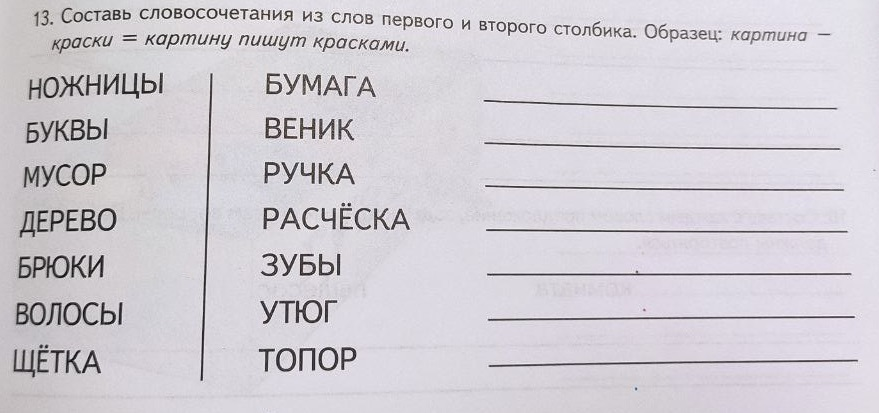 13. Составь словосочетания из слов первого и второго столбика. Образец: картина –
краски = картину пишут красками.
НОЖНИЦЫ БУМАГА
БУКВЫ ВЕНИК
МУСОР РУЧКА
ДЕРЕВО РАСЧЁСКА
БРЮКИ ЗУБЫ
ВОЛОСЫ УТЮГ
ЩЁТКА ТОПОР